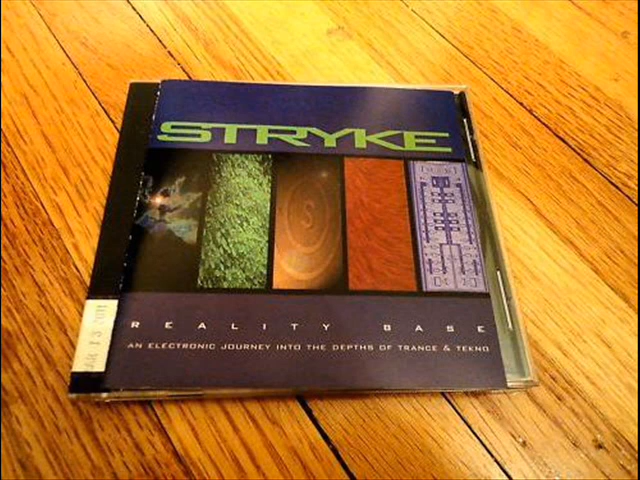 STRYKE
S
REALITY BASE
AN ELECTRONIC JOURNEY INTO THE DEPTHS OF TRANCE & TEKNO